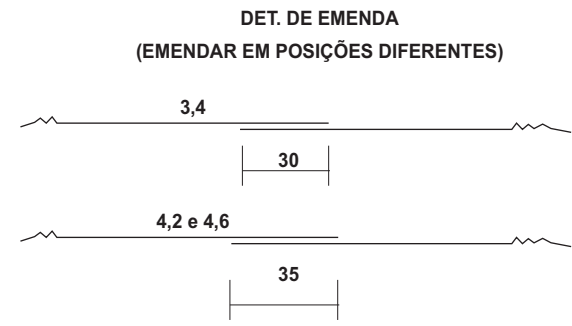 DET. DE EMENDA
(EMENDAR EM POSIÇÕES DIFERENTES)
3,4
30
4,2 e 4,6
35